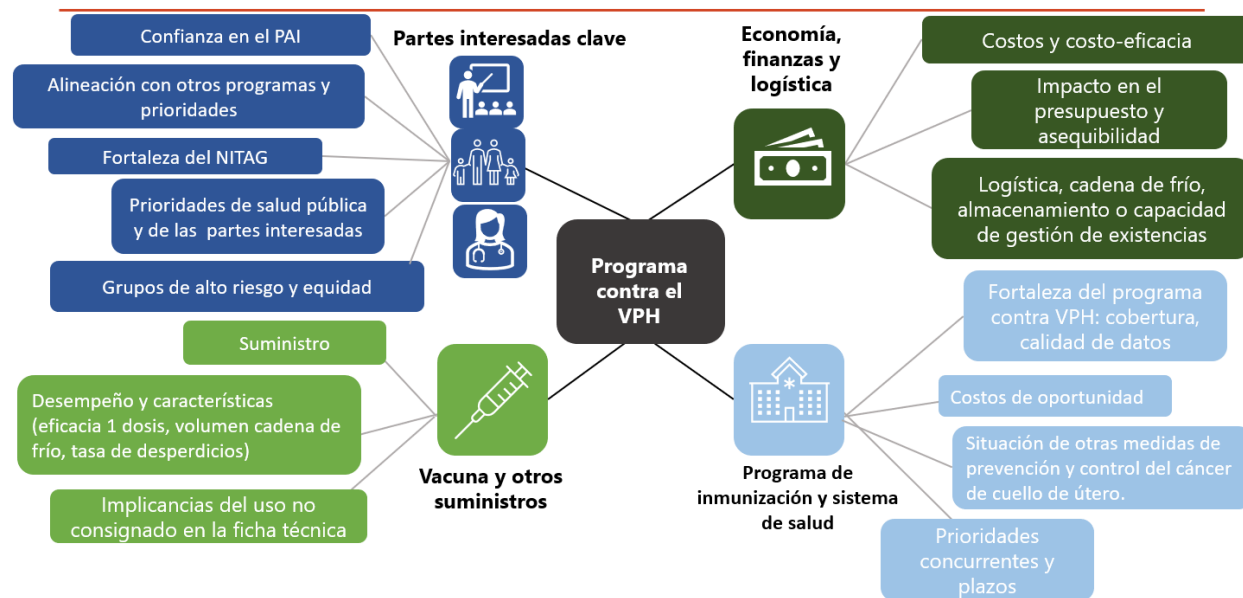 Confianza en el PAI
Alineación con otros programas y
prioridades
Fortaleza del NITAG
Prioridades de salud pública
y de las partes interesadas
Grupos de alto riesgo y equidad
Partes interesadas clave
Economía,
finanzas y
logística
Costos y costo-eficacia
Impacto en el
presupuesto y
asequibilidad
Logística, cadena de frío,
almacenamiento o capacidad
de gestión de existencias
Programa
contra el
VPH
Suministro
Desempeño y características
(eficacia 1 dosis, volumen cadena de
frío, tasa de desperdicios)
Implicancias del uso no
consignado en la ficha técnica
Vacuna y otros
suministros
Programa de
inmunización y sistema
de salud
Fortaleza del programa
contra VPH: cobertura,
calidad de datos
Costos de oportunidad
Situación de otras medidas de
prevención y control del cáncer
de cuello de útero.
Prioridades
concurrentes y
plazos